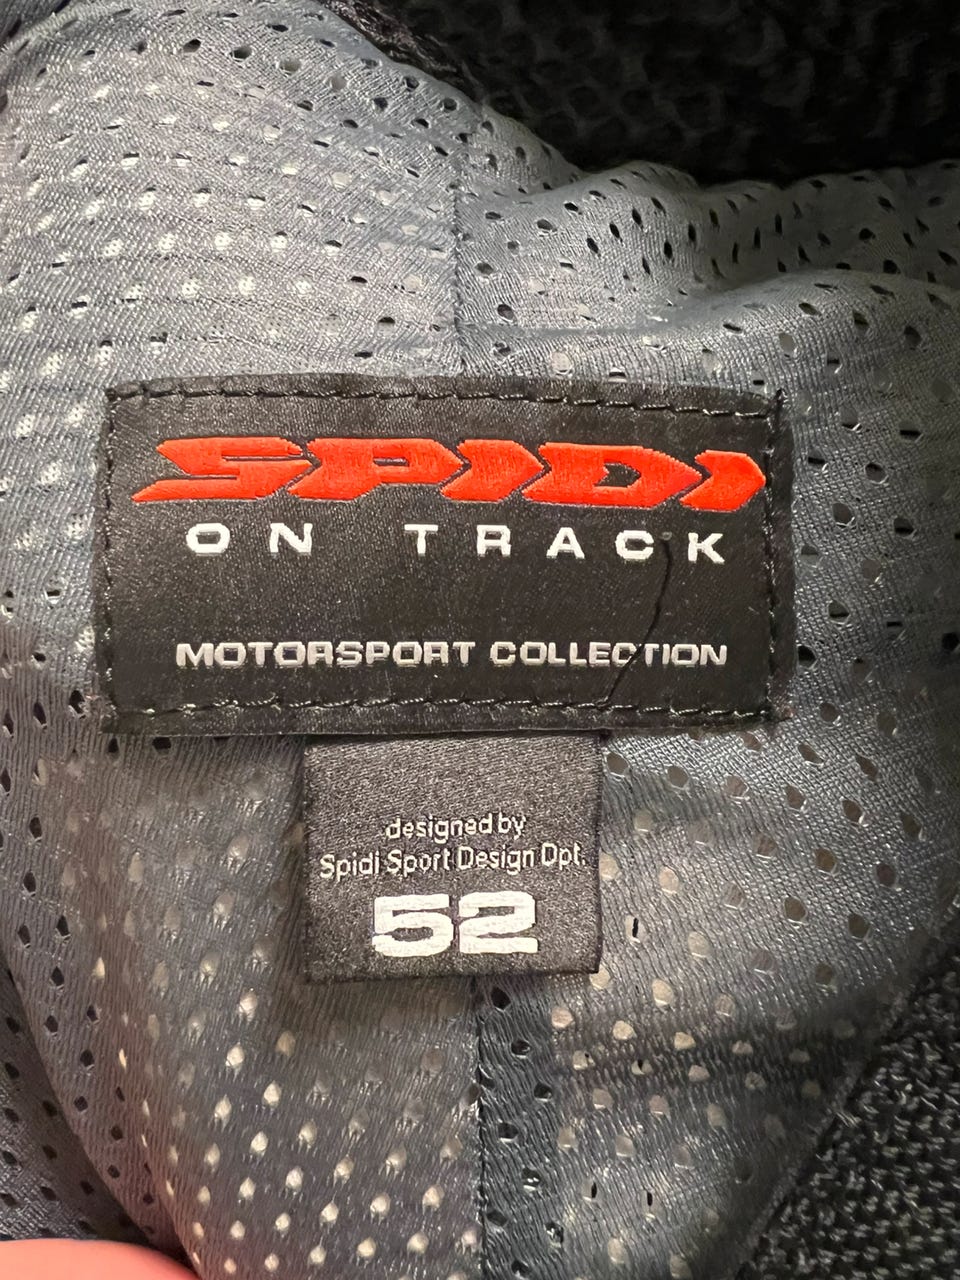 SPIDI
ON TRACK
MOTORSPORT COLLECTION
designed by
Spidi Sport Design Dpt.
52